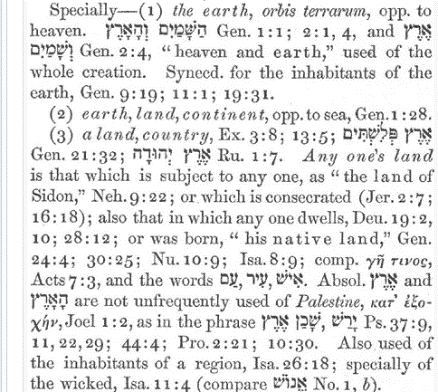 Specially—(1) the earth, orbis terrarum, opp. to
heaven. הַשָּׁמַיִם וְהָאָרֶץ Gen. 1:1; 2:1, 4, and אֶרֶץ
וְשָׁמַיִם Gen. 2:4, “heaven and earth,” used of the
whole creation. Synecd. for the inhabitants of the
earth, Gen. 9:19; 11:1; 19:31.
(2) earth, land, continent, opp. to sea, Gen. 1:28.
(3) a land, country, Ex. 3:8; 13:5; אֶרֶץ פְּלִשְׁתִּים
Gen. 21:32; אֶרֶץ יְהוּדָה Ru. 1:7. Any one’s land
is that which is subject to any one, as “the land of
Sidon,” Neh. 9:22; or which is consecrated (Jer. 2:7;
16:18); also that in which any one dwells, Deu. 19:2,
10; 28:12; or was born, “his native land,” Gen.
24:4; 30:25; Nu. 10:9; Isa. 8:9; comp. γῆ τινος,
Acts 7:3, and the words אִישׁ, עִיר, עַם. Absol. אֶרֶץ and
הָאָרֶץ are not unfrequently used of Palestine, κατ’ ἐξο-
χήν, Joel 1:2, as in the phrase יָרַשׁ, שָׁכַן אֶרֶץ Ps. 37:9,
11, 22, 29; 44:4; Pro. 2:21; 10:30. Also used of
the inhabitants of a region, Isa. 26:18; specially of
the wicked, Isa. 11:4 (compare אֱנוֹשׁ No. 1, b).